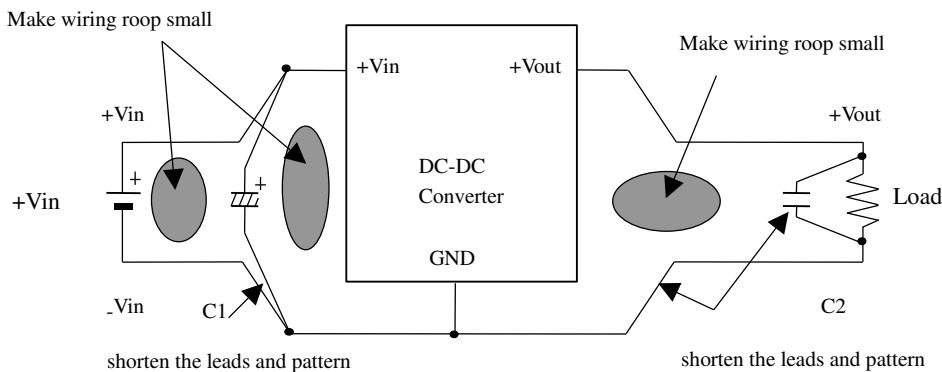 Make wiring roop small
+Vin
+Vout
Make wiring roop small
+Vin
+Vout
+
+
DC-DC
Converter
+Vin
Load
GND
-Vin
C1
C2
shorten the leads and pattern
shorten the leads and pattern